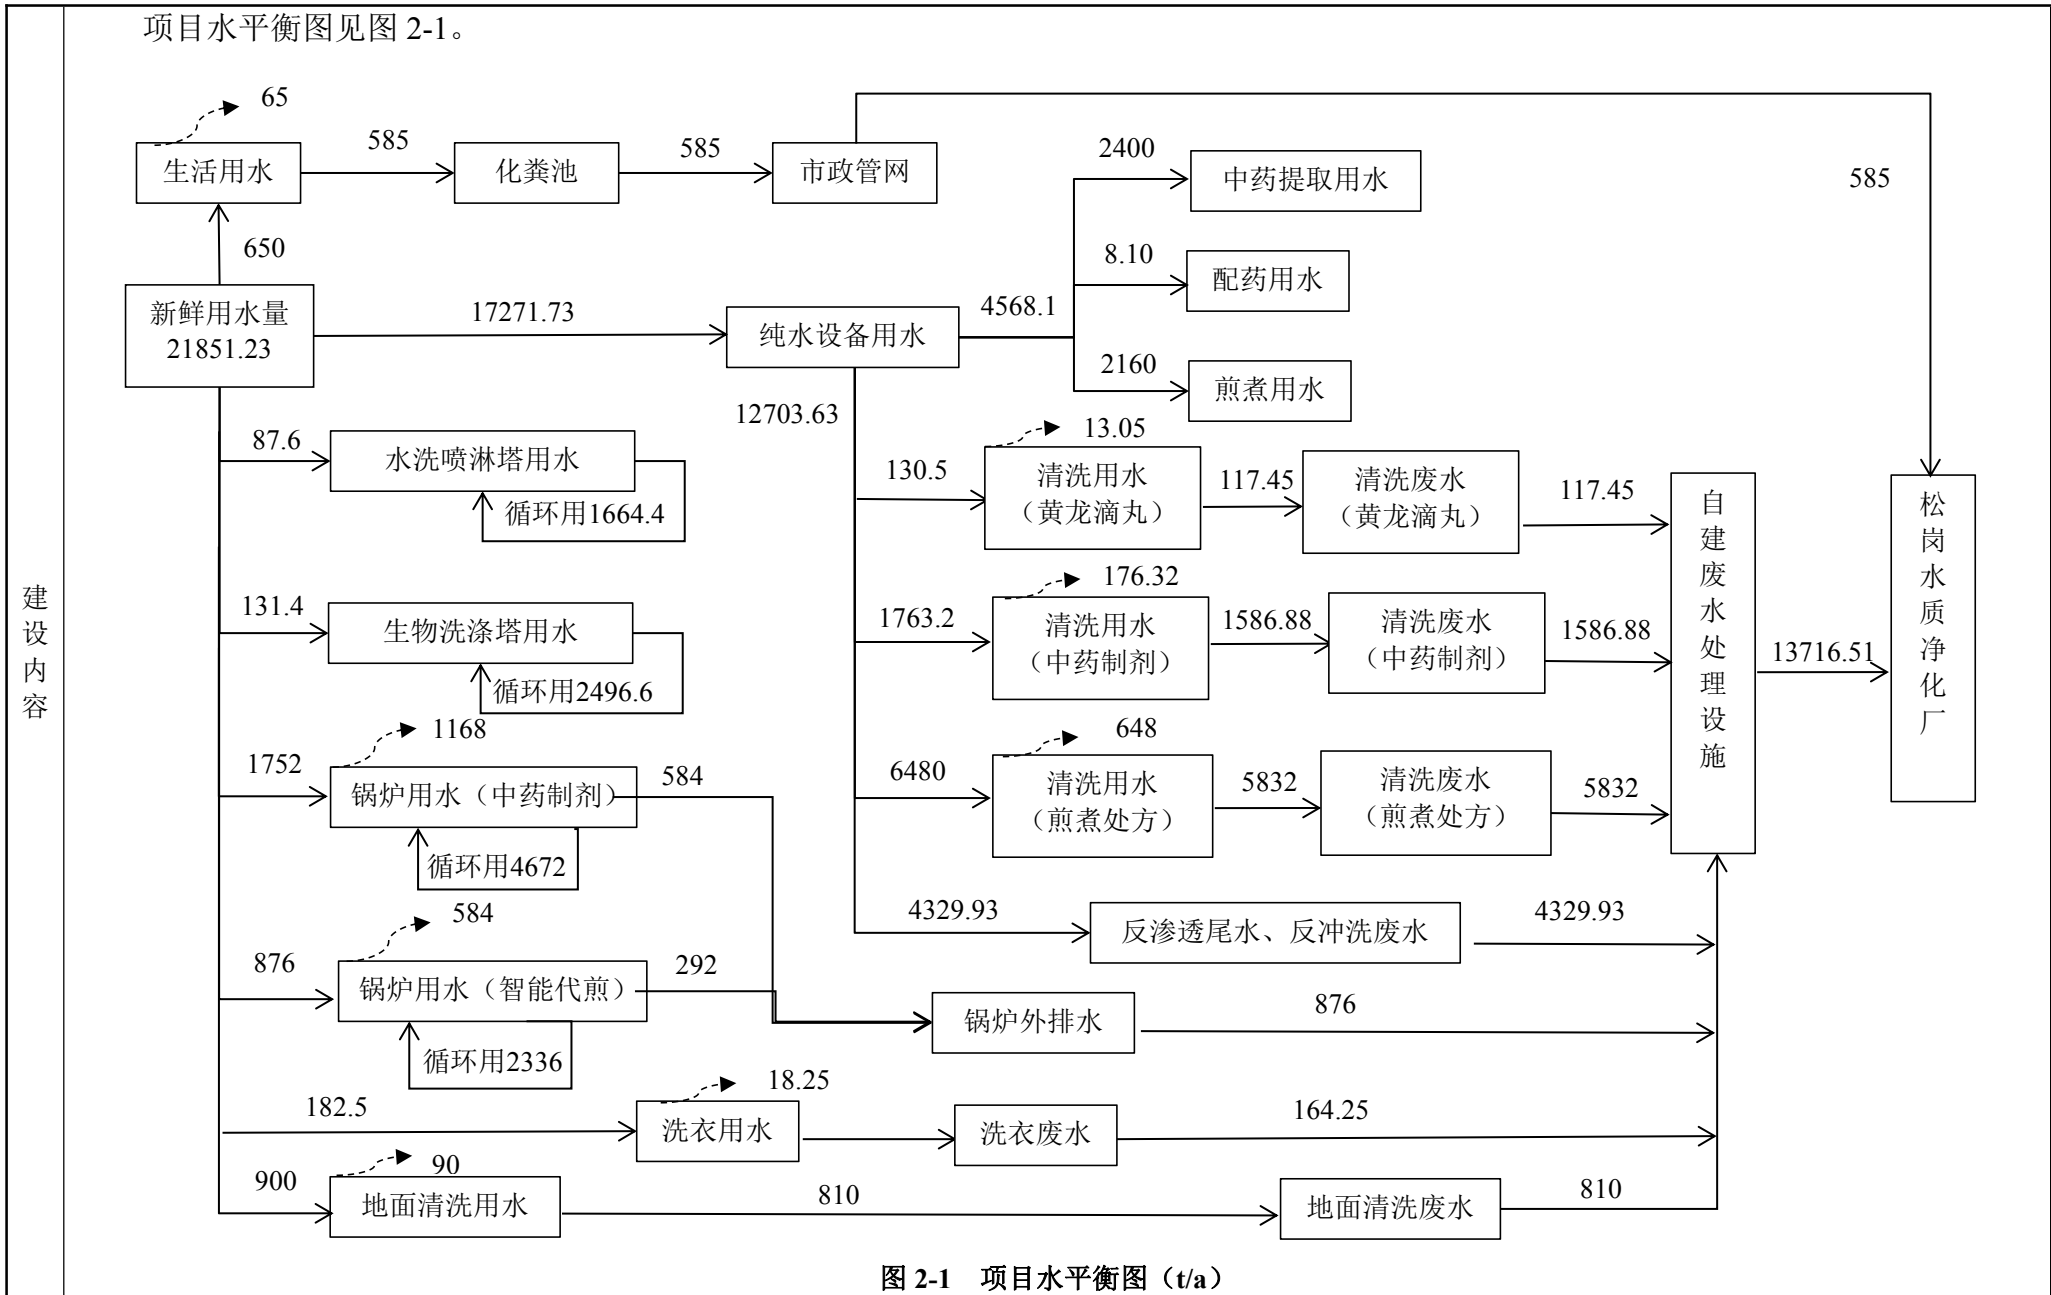 项目水平衡图见图 2-1。
65
585
585
2400
生活用水
化粪池
市政管网
中药提取用水
585
650
8.10
配药用水
新鲜用水量
21851.23
17271.73
纯水设备用水
4568.1
2160
煎煮用水
12703.63
87.6
水洗喷淋塔用水
循环用1664.4
13.05
130.5
清洗用水
（黄龙滴丸）
117.45
清洗废水
（黄龙滴丸）
117.45
自建废水处理设施
松岗水质净化厂
建设内容
131.4
生物洗涤塔用水
循环用2496.6
176.32
1763.2
清洗用水
（中药制剂）
1586.88
清洗废水
（中药制剂）
1586.88
13716.51
1168
1752
锅炉用水（中药制剂）
584
循环用4672
648
6480
清洗用水
（煎煮处方）
5832
清洗废水
（煎煮处方）
5832
584
4329.93
反渗透尾水、反冲洗废水
4329.93
876
锅炉用水（智能代煎）
292
循环用2336
锅炉外排水
876
18.25
182.5
洗衣用水
洗衣废水
164.25
90
900
地面清洗用水
810
地面清洗废水
810
图 2-1 项目水平衡图（t/a）